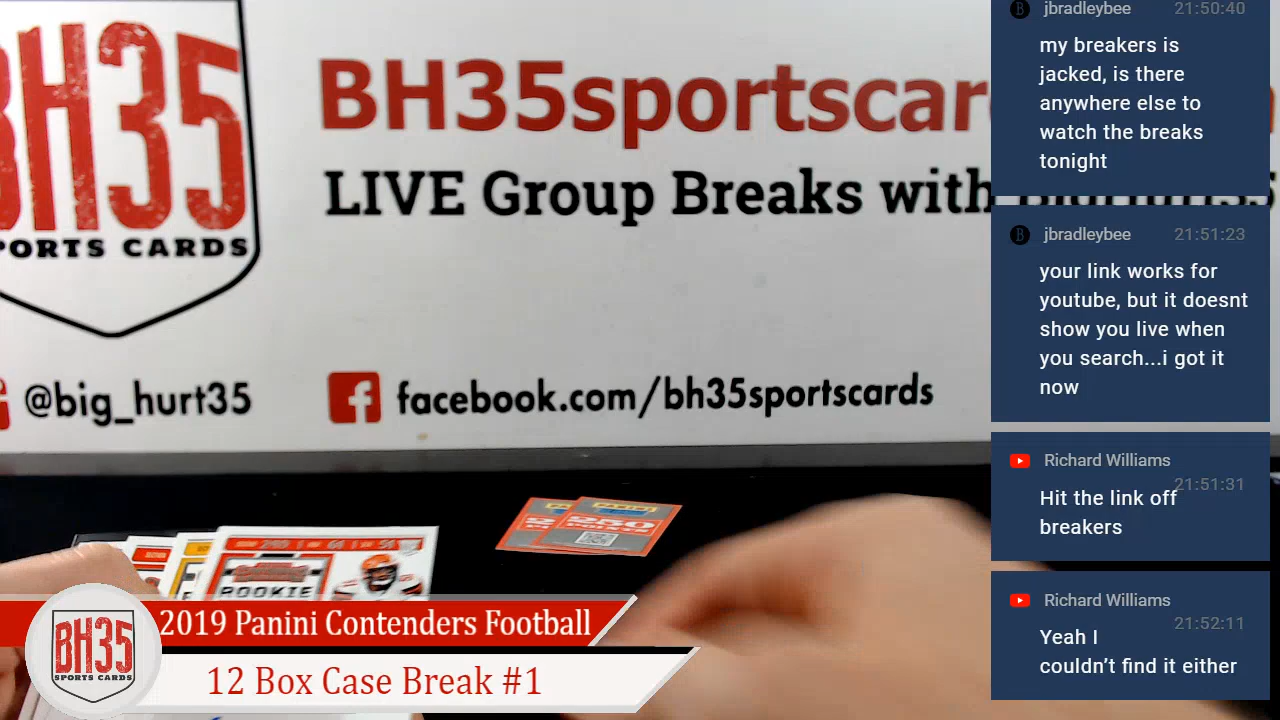 BH35
SPORTS CARDS
BH35sportscar
LIVE Group Breaks with
@big_hurt35
facebook.com/bh35sportscards
PANINI
250
ROOKIE
2019 Panini Contenders Football
12 Box Case Break #1
BH35
SPORTS CARDS
jbradleybee 21:50:40
my breakers is
jacked, is there
anywhere else to
watch the breaks
tonight
jbradleybee 21:51:23
your link works for
youtube, but it doesnt
show you live when
you search...i got it
now
Richard Williams
21:51:31
Hit the link off
breakers
Richard Williams
21:52:11
Yeah I
couldn't find it either